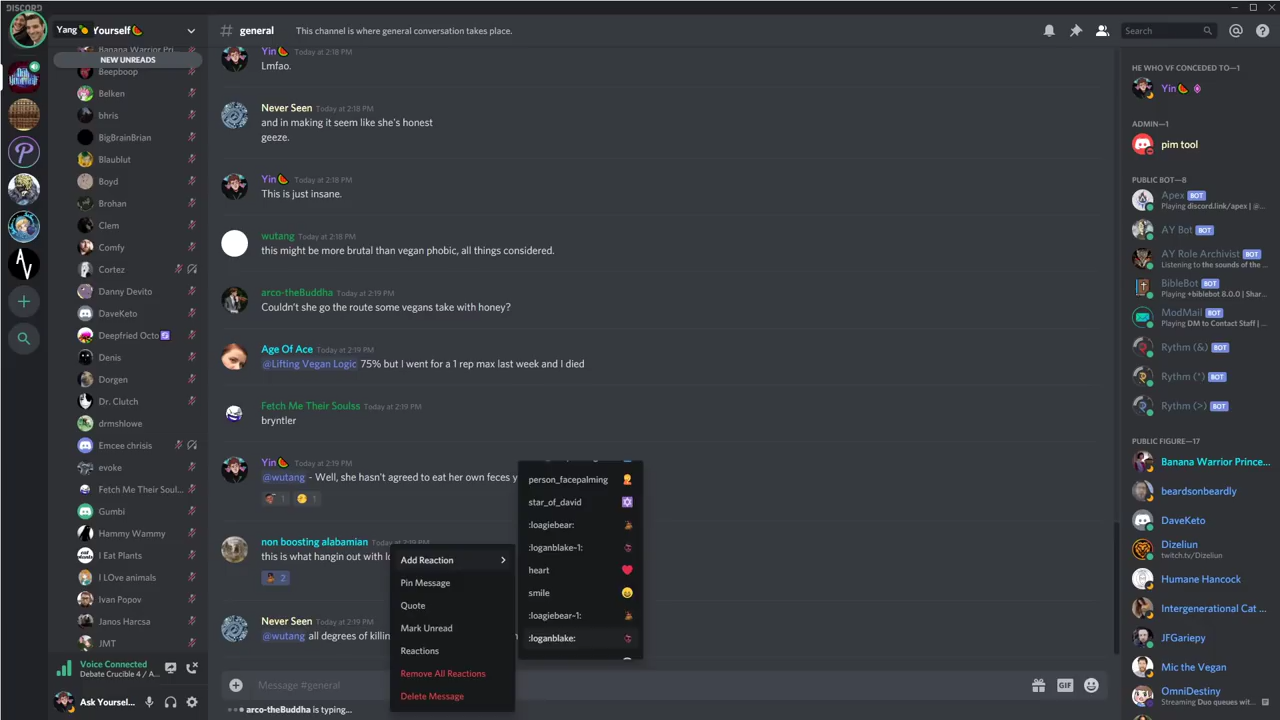 DISCORD
Yang
Yourself
Banana Warrior Pri
NEW UNREADS
Beepboop
Belken
bhris
BigBrainBrian
Blaublut
Boyd
Brohan
Clem
Comfy
Cortez
Danny Devito
DaveKeto
Deepfried Octo
Denis
Dorgen
Dr. Clutch
drmshlowe
Emcee chrisis
evoke
Fetch Me Their Soul...
Gumbi
Hammy Wammy
I Eat Plants
I LOve animals
Ivan Popov
Janos Harcsa
JMT
Voice Connected
Debate Crucible 4 / A...
Ask Yoursel...
# general
This channel is where general conversation takes place.
Search
Yin Today at 2:18 PM
Lmfao.
Never Seen Today at 2:18 PM
and in making it seem like she's honest
geeze.
Yin Today at 2:18 PM
This is just insane.
wutang Today at 2:18 PM
this might be more brutal than vegan phobic, all things considered.
arco-theBuddha Today at 2:19 PM
Couldn't she go the route some vegans take with honey?
Age Of Ace Today at 2:19 PM
@Lifting Vegan Logic 75% but I went for a 1 rep max last week and I died
Fetch Me Their Soulss Today at 2:19 PM
bryntler
Yin Today at 2:19 PM
@wutang - Well, she hasn't agreed to eat her own feces y
1 1
non boosting alabamian Today at 2:19 PM
this is what hangin out with lo
2
Never Seen Today at 2:19 PM
@wutang all degrees of killin
Add Reaction
Pin Message
Quote
Mark Unread
Reactions
Remove All Reactions
Delete Message
person_facepalming
star_of_david
:loagiebear:
:loganblake-1:
heart
smile
:loagiebear-1:
:loganblake:
Message #general
GIF
arco-theBuddha is typing...
HE WHO VF CONCEDED TO—1
Yin
ADMIN—1
pim tool
PUBLIC BOT—8
Apex BOT
Playing discord.link/apex | @...
AY Bot BOT
AY Role Archivist BOT
Listening to the sounds of the
BibleBot BOT
Playing +biblebot 8.0.0 | Shar...
ModMail BOT
Playing DM to Contact Staff | ...
Rythm (&) BOT
Rythm (*) BOT
Rythm (>) BOT
PUBLIC FIGURE—17
Banana Warrior Prince...
beardsonbeardly
DaveKeto
Dizeliun
twitch.tv/Dizeliun
Humane Hancock
Intergenerational Cat ...
JFGariepy
Mic the Vegan
OmniDestiny
Streaming Duo queues wit...